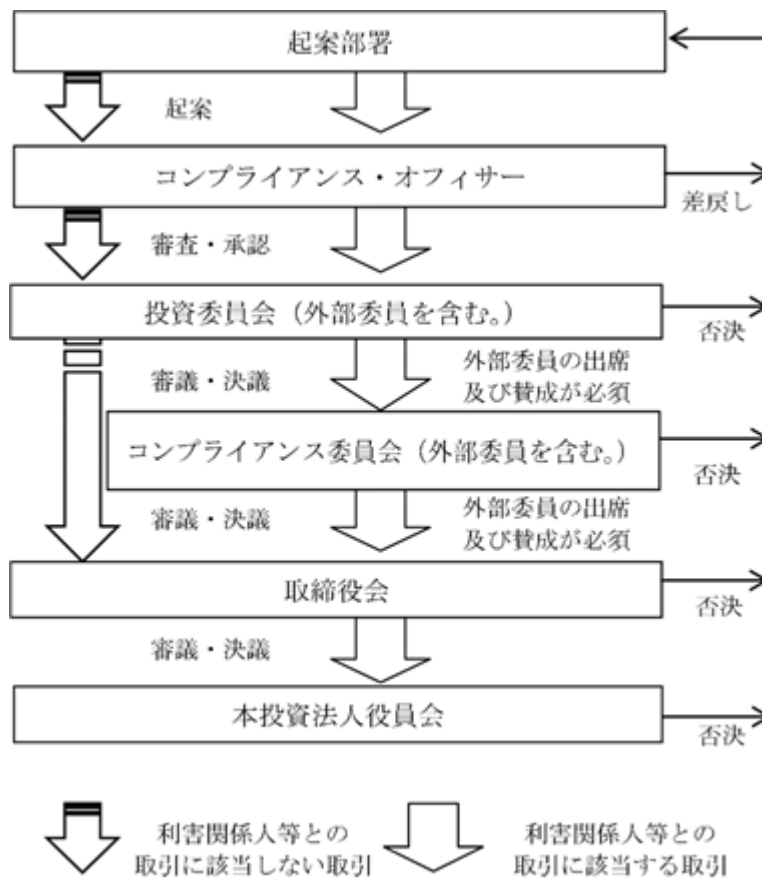 起案部署
起案
コンプライアンス・オフィサー
差戻し
審査・承認
投資委員会（外部委員を含む。）
否決
審議・決議
外部委員の出席
及び賛成が必須
コンプライアンス委員会（外部委員を含む。）
否決
審議・決議
外部委員の出席
及び賛成が必須
取締役会
否決
審議・決議
本投資法人役員会
否決
利害関係人等との
取引に該当しない取引
利害関係人等との
取引に該当する取引